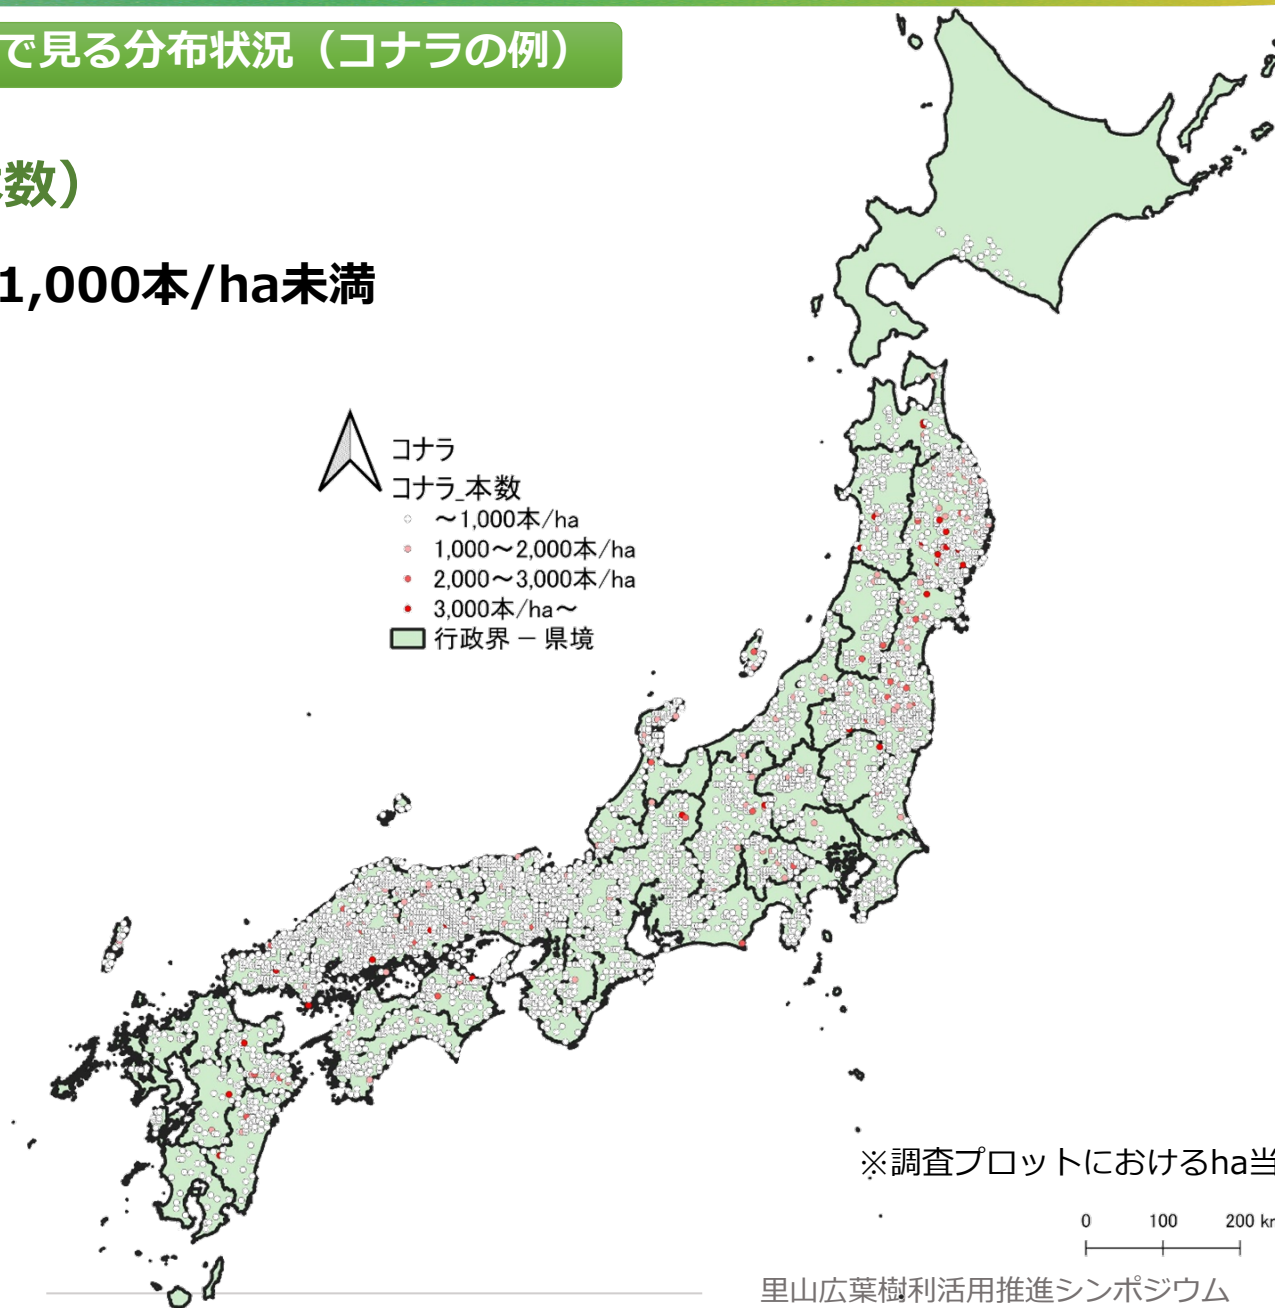 で見る分布状況（コナラの例）
数）
1,000本/ha未満
コナラ
コナラ_本数
～1,000本/ha
1,000～2,000本/ha
2,000～3,000本/ha
3,000本/ha～
行政界 － 県境
※調査プロットにおけるha当
0 100 200 km
里山広葉樹利活用推進シンポジウム